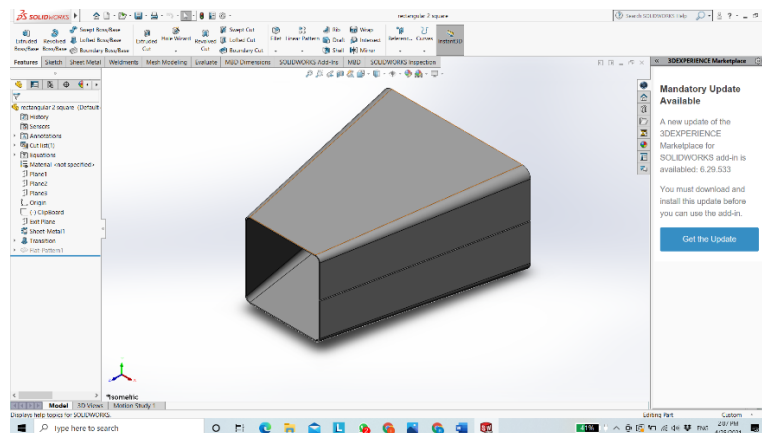 SOLIDWORKS
rectangular 2 square
Search SOLIDWORKS Help
Extruded Boss/Base
Revolved Boss/Base
Swept Boss/Base
Lofted Boss/Base
Boundary Boss/Base
Extruded Cut
Hole Wizard
Revolved Cut
Swept Cut
Lofted Cut
Boundary Cut
Fillet
Linear Pattern
Rib
Draft
Shell
Wrap
Intersect
Mirror
Curves
Instant3D
Features Sketch Sheet Metal Weldments Mesh Modeling Evaluate MBD Dimensions SOLIDWORKS Add-Ins MBD SOLIDWORKS Inspection
3DEXPERIENCE Marketplace
rectangular 2 square (Default
History
Sensors
Annotations
Cut list(1)
Equations
Material <not specified>
Plane1
Plane2
Plane3
Origin
(-) ClipBoard
Exit Plane
Sheet-Metal1
Transition
Flat Pattern1
Mandatory Update
Available
A new update of the
3DEXPERIENCE
Marketplace for
SOLIDWORKS add-in is
availabled: 6.29.533
You must download and
install this update before
you can use the add-in.
Get the Update
*Isometric
Model 3D Views Motion Study 1
Displays help topics for SOLIDWORKS.
Editing Part
Custom
Type here to search
41%
ENG
2:07 PM